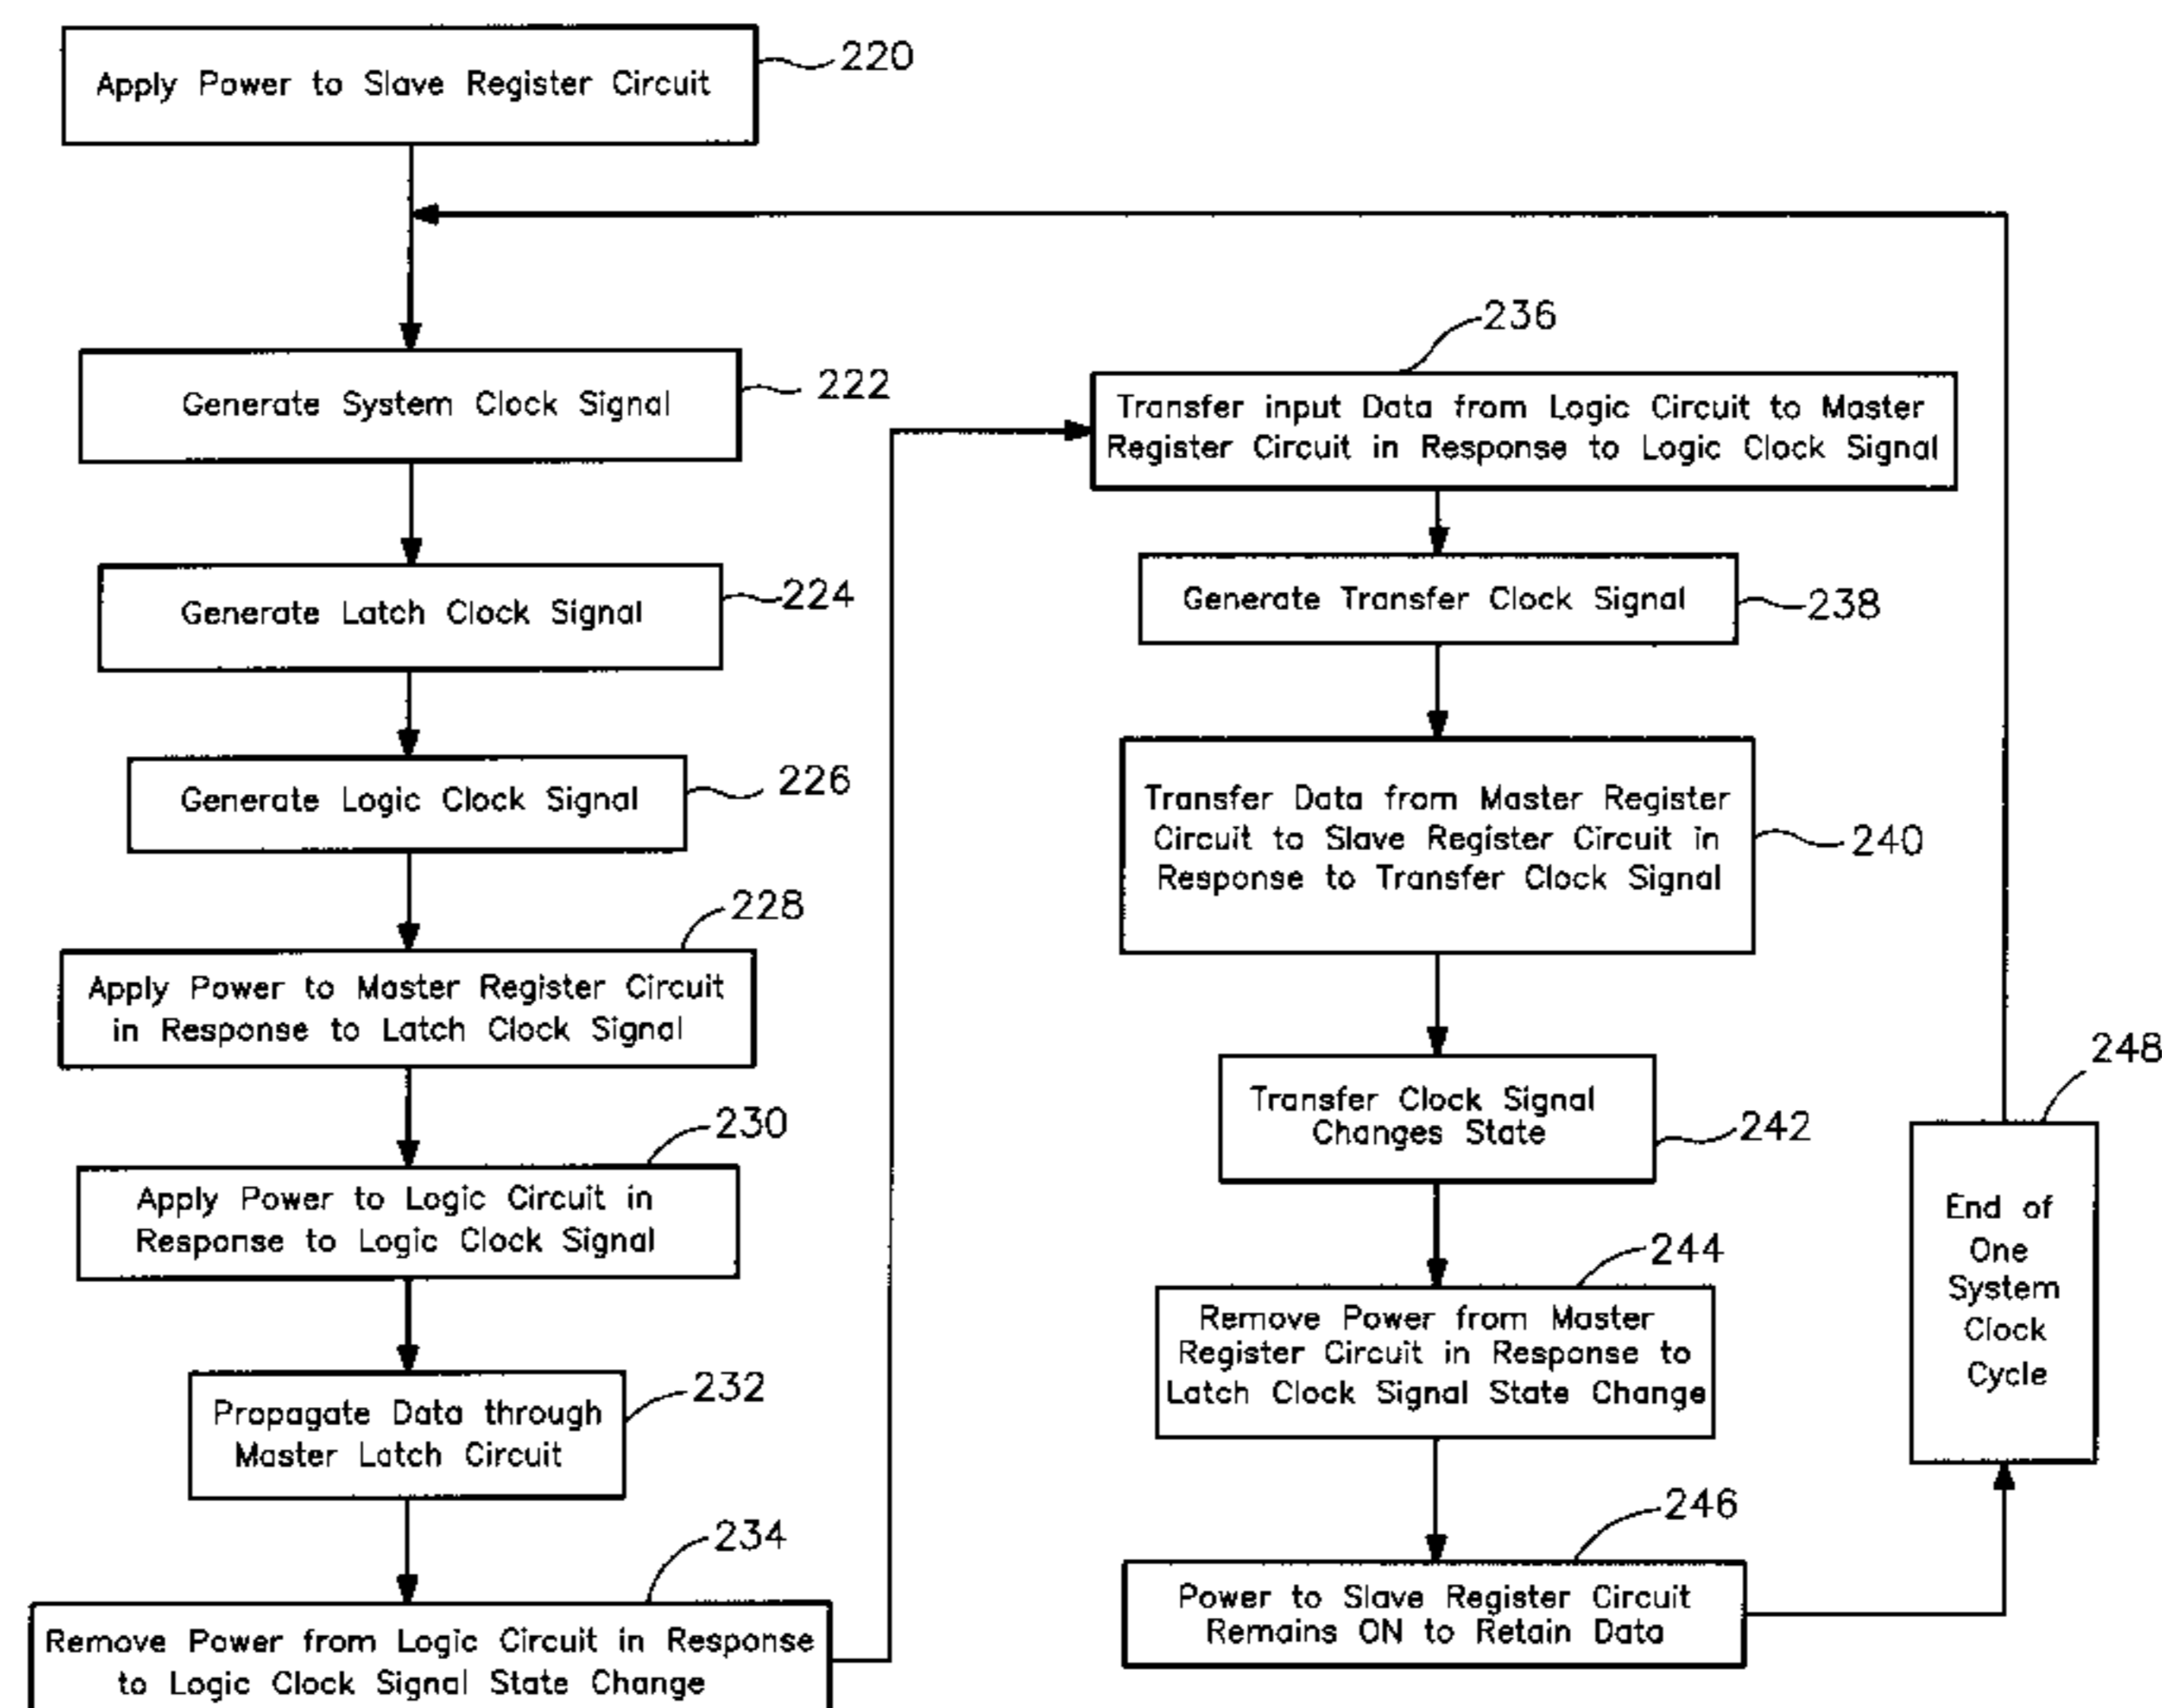 Apply Power to Slave Register Circuit
220
Generate System Clock Signal
222
Generate Latch Clock Signal
224
Generate Logic Clock Signal
226
228
Apply Power to Master Register Circuit
in Response to Latch Clock Signal
230
Apply Power to Logic Circuit in
Response to Logic Clock Signal
232
Propagate Data through
Master Latch Circuit
234
Remove Power from Logic Circuit in Response
to Logic Clock Signal State Change
236
Transfer input Data from Logic Circuit to Master
Register Circuit in Response to Logic Clock Signal
Generate Transfer Clock Signal
238
Transfer Data from Master Register
Circuit to Slave Register Circuit in
Response to Transfer Clock Signal
240
Transfer Clock Signal
Changes State
242
244
Remove Power from Master
Register Circuit in Response to
Latch Clock Signal State Change
246
Power to Slave Register Circuit
Remains ON to Retain Data
248
End of
One
System
Clock
Cycle